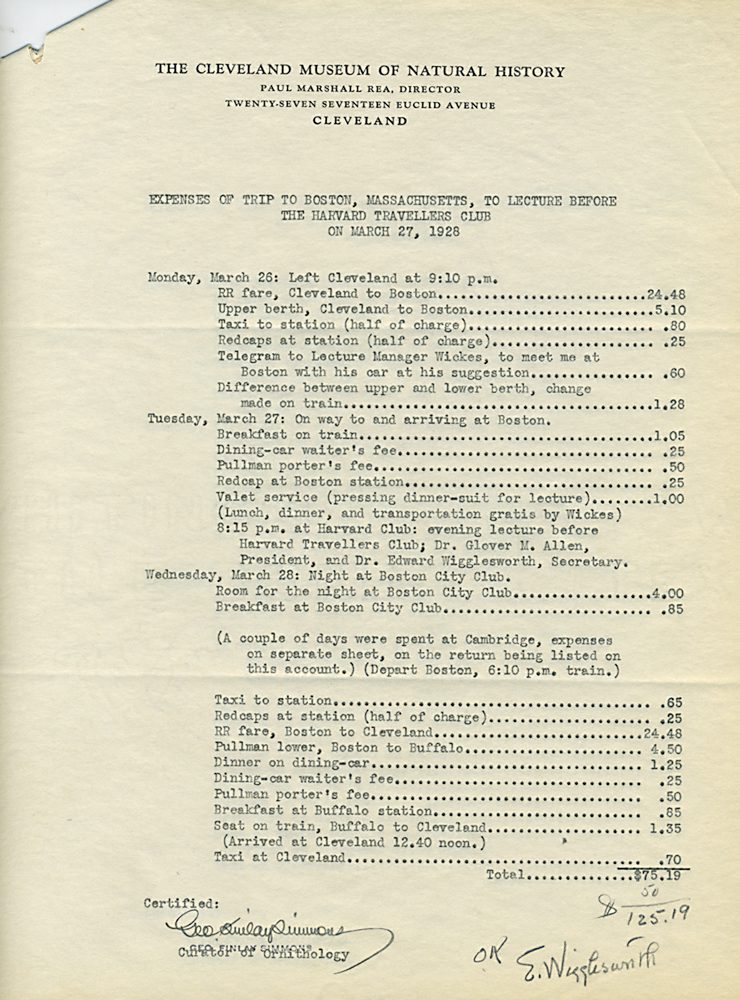 THE CLEVELAND MUSEUM OF NATURAL HISTORY
PAUL MARSHALL REA, DIRECTOR
TWENTY-SEVEN SEVENTEEN EUCLID AVENUE
CLEVELAND
EXPENSES OF TRIP TO BOSTON, MASSACHUSETTS, TO LECTURE BEFORE
THE HARVARD TRAVELLERS CLUB
ON MARCH 27, 1928
Monday, March 26: Left Cleveland at 9:10 p.m.
RR fare, Cleveland to Boston...........................24.48
Upper berth, Cleveland to Boston........................5.10
Taxi to station (half of charge)........................ .80
Redcaps at station (half of charge)..................... .25
Telegram to Lecture Manager Wickes, to meet me at
Boston with his car at his suggestion................ .60
Difference between upper and lower berth, change
made on train........................................1.28
Tuesday, March 27: On way to and arriving at Boston.
Breakfast on train......................................1.05
Dining-car waiter's fee................................. .25
Pullman porter's fee.................................... .50
Redcap at Boston station................................ .25
Valet service (pressing dinner-suit for lecture)........1.00
(Lunch, dinner, and transportation gratis by Wickes)
8:15 p.m. at Harvard Club: evening lecture before
Harvard Travellers Club; Dr. Glover M. Allen,
President, and Dr. Edward Wigglesworth, Secretary.
Wednesday, March 28: Night at Boston City Club.
Room for the night at Boston City Club..................4.00
Breakfast at Boston City Club........................... .85
(A couple of days were spent at Cambridge, expenses
on separate sheet, on the return being listed on
this account.) (Depart Boston, 6:10 p.m. train.)
Taxi to station......................................... .65
Redcaps at station (half of charge)..................... .25
RR fare, Boston to Cleveland...........................24.48
Pullman lower, Boston to Buffalo....................... 4.50
Dinner on dining-car................................... 1.25
Dining-car waiter's fee................................ .25
Pullman porter's fee................................... .50
Breakfast at Buffalo station........................... .85
Seat on train, Buffalo to Cleveland.................... 1.35
(Arrived at Cleveland 12.40 noon.)
Taxi at Cleveland...................................... .70
Total..............$75.19
50
$ 125.19
Certified:
Geo. Finlay Simmons
GEO. FINLAY SIMMONS
Curator of Ornithology
OK E. Wigglesworth